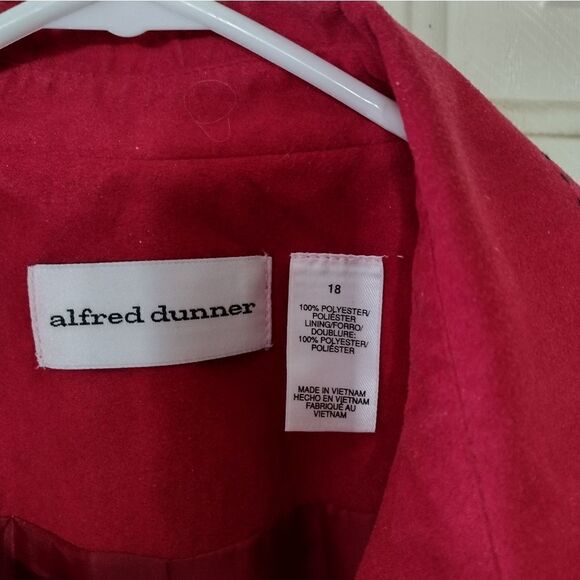 alfred dunner
18
100% POLYESTER/
POLIÉSTER
LINING/FORRO/
DOUBLURE:
100% POLYESTER/
POLIÉSTER
MADE IN VIETNAM
HECHO EN VIETNAM
FABRIQUÉ AU
VIETNAM